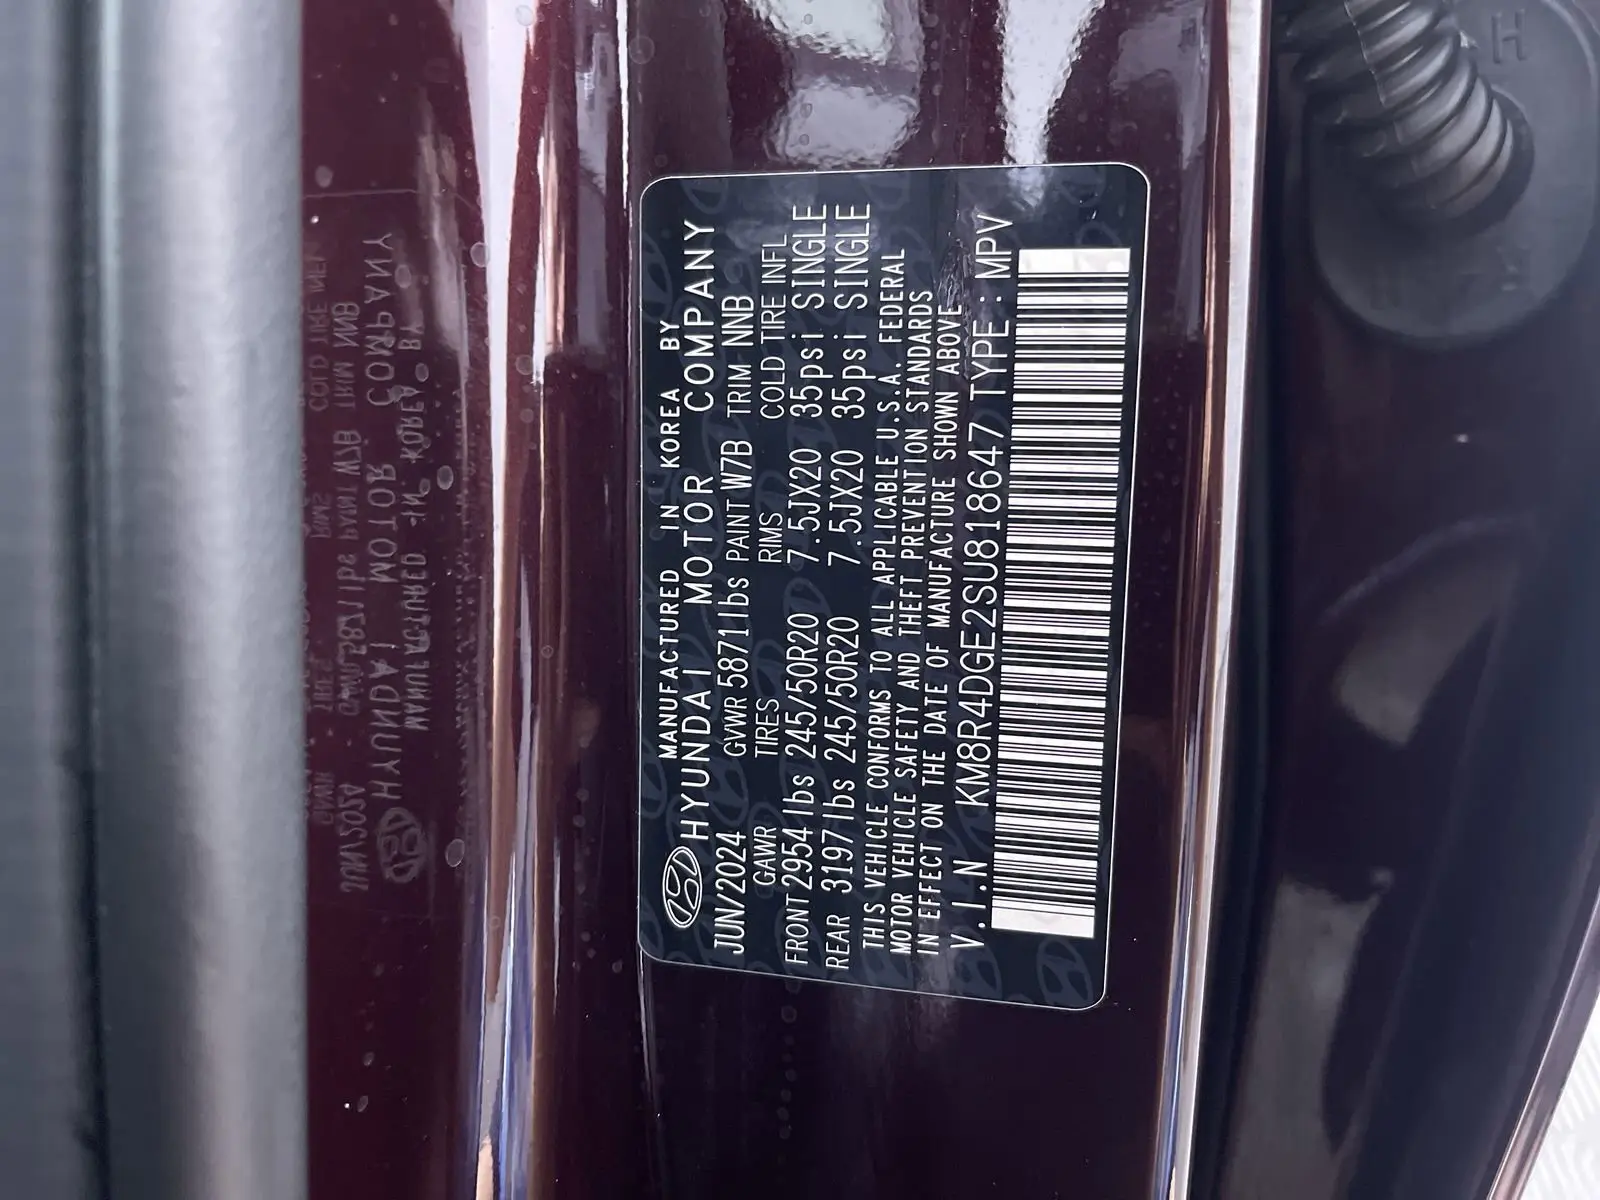 MANUFACTURED IN KOREA BY
HYUNDAI MOTOR COMPANY
JUN/2024 GVWR 5871lbs PAINT W7B TRIM NNB
GAWR TIRES RIMS COLD TIRE INFL
FRONT 2954lbs 245/50R20 7.5JX20 35psi SINGLE
REAR 3197lbs 245/50R20 7.5JX20 35psi SINGLE
THIS VEHICLE CONFORMS TO ALL APPLICABLE U.S.A. FEDERAL
MOTOR VEHICLE SAFETY AND THEFT PREVENTION STANDARDS
IN EFFECT ON THE DATE OF MANUFACTURE SHOWN ABOVE
V.I.N KM8R4DGE2SU818647 TYPE: MPV
H